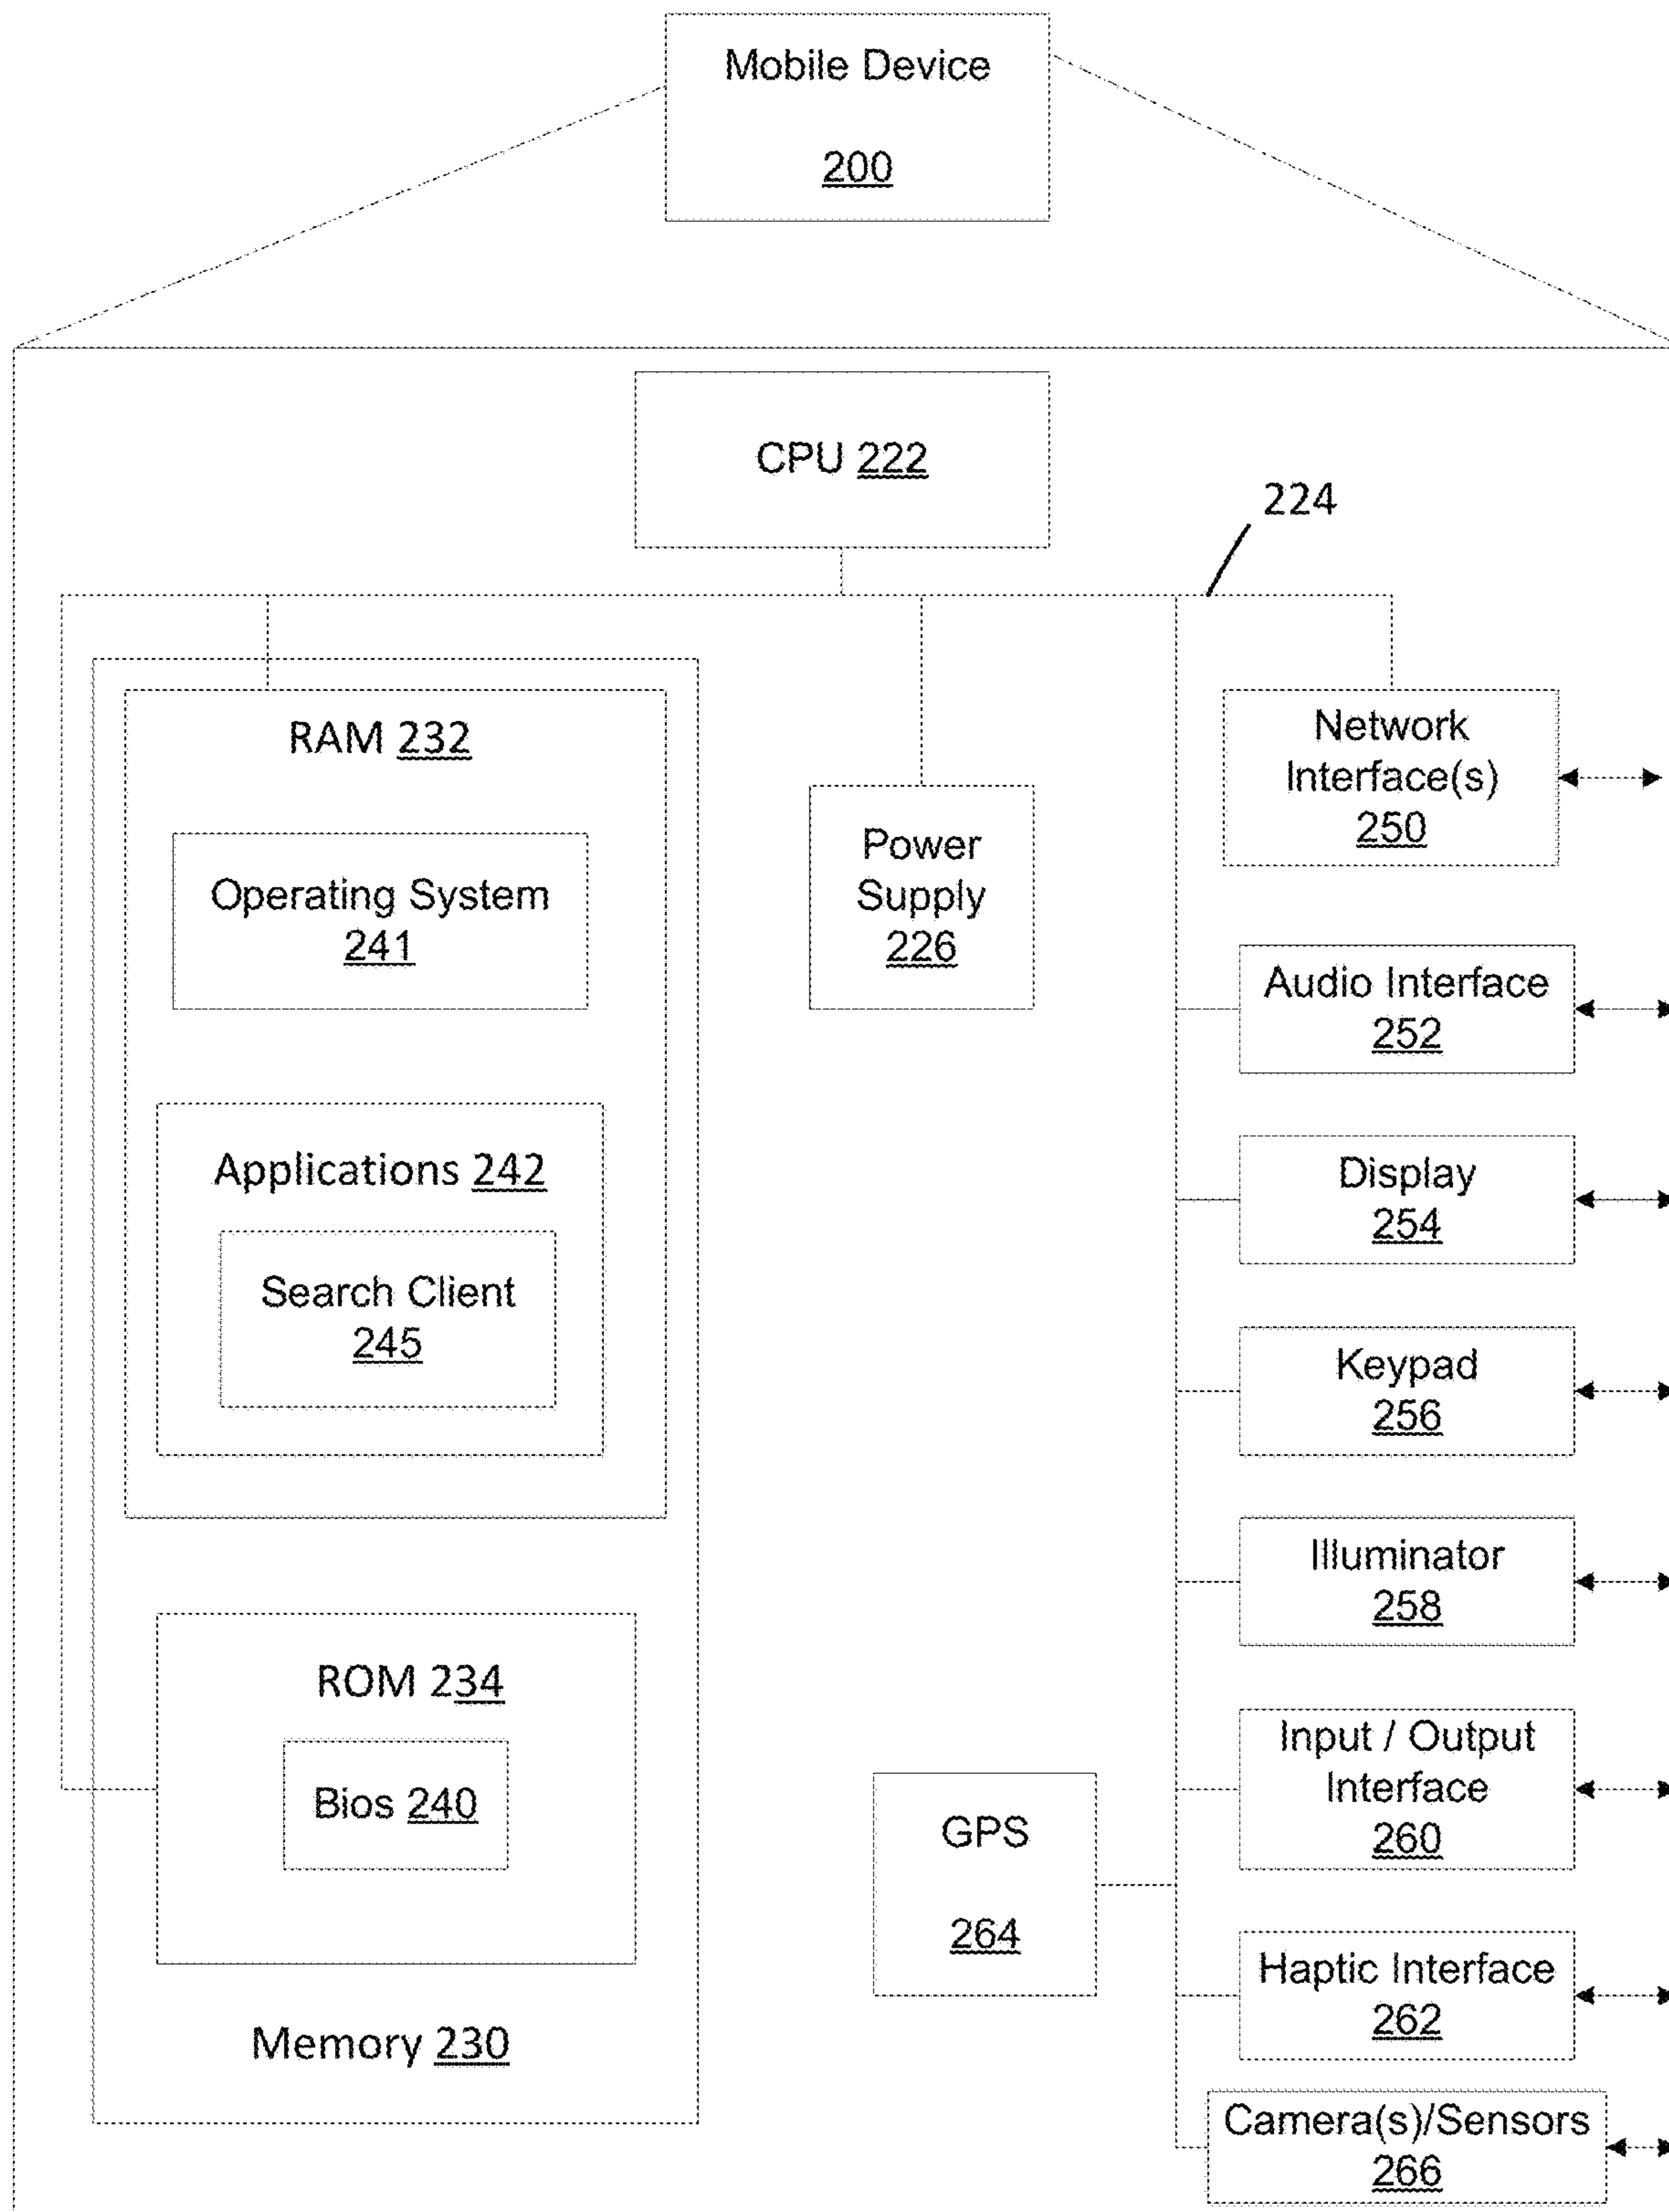 Mobile Device
200
CPU 222
224
RAM 232
Operating System
241
Applications 242
Search Client
245
ROM 234
Bios 240
Memory 230
Power
Supply
226
GPS
264
Network
Interface(s)
250
Audio Interface
252
Display
254
Keypad
256
Illuminator
258
Input / Output
Interface
260
Haptic Interface
262
Camera(s)/Sensors
266